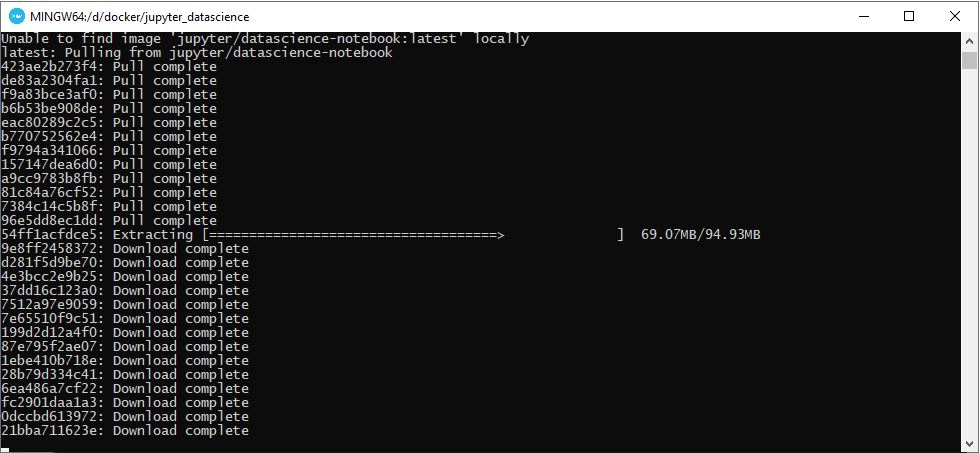 MINGW64:/d/docker/jupyter_datascience
Unable to find image 'jupyter/datascience-notebook:latest' locally
latest: Pulling from jupyter/datascience-notebook
423ae2b273f4: Pull complete
de83a2304fa1: Pull complete
f9a83bce3af0: Pull complete
b6b53be908de: Pull complete
eac80289c2c5: Pull complete
b770752562e4: Pull complete
f9794a341066: Pull complete
157147dea6d0: Pull complete
a9cc9783b8fb: Pull complete
81c84a76cf52: Pull complete
7384c14c5b8f: Pull complete
96e5dd8ec1dd: Pull complete
54ff1acfdce5: Extracting [====================================>              ]  69.07MB/94.93MB
9e8ff2458372: Download complete
d281f5d9be70: Download complete
4e3bcc2e9b25: Download complete
37dd16c123a0: Download complete
7512a97e9059: Download complete
7e65510f9c51: Download complete
199d2d12a4f0: Download complete
87e795f2ae07: Download complete
1ebe410b718e: Download complete
28b79d334c41: Download complete
6ea486a7cf22: Download complete
fc2901daa1a3: Download complete
0dccbd613972: Download complete
21bba711623e: Download complete